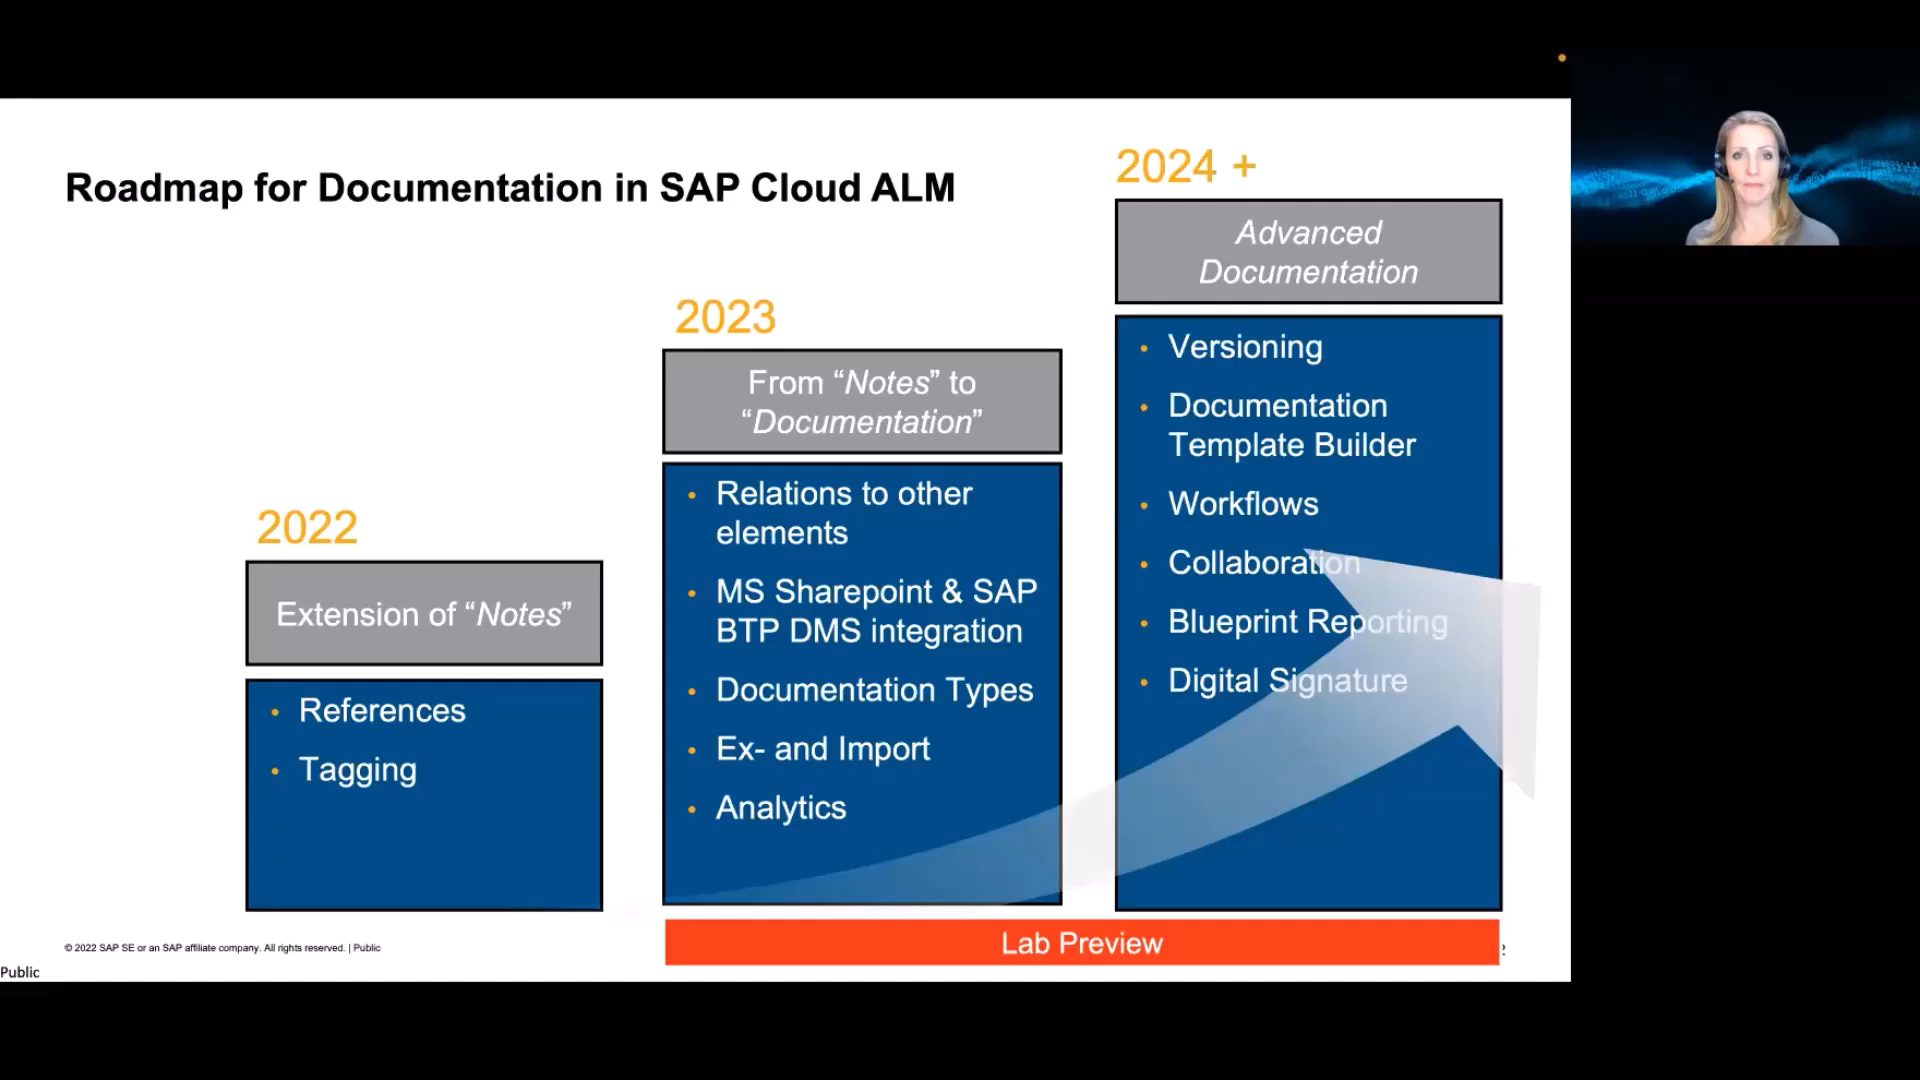 Roadmap for Documentation in SAP Cloud ALM
2022
Extension of “Notes”
• References
• Tagging
2023
From “Notes” to
“Documentation”
• Relations to other
elements
• MS Sharepoint & SAP
BTP DMS integration
• Documentation Types
• Ex- and Import
• Analytics
2024 +
Advanced
Documentation
• Versioning
• Documentation
Template Builder
• Workflows
• Collaboration
• Blueprint Reporting
• Digital Signature
Lab Preview
© 2022 SAP SE or an SAP affiliate company. All rights reserved. | Public
Public